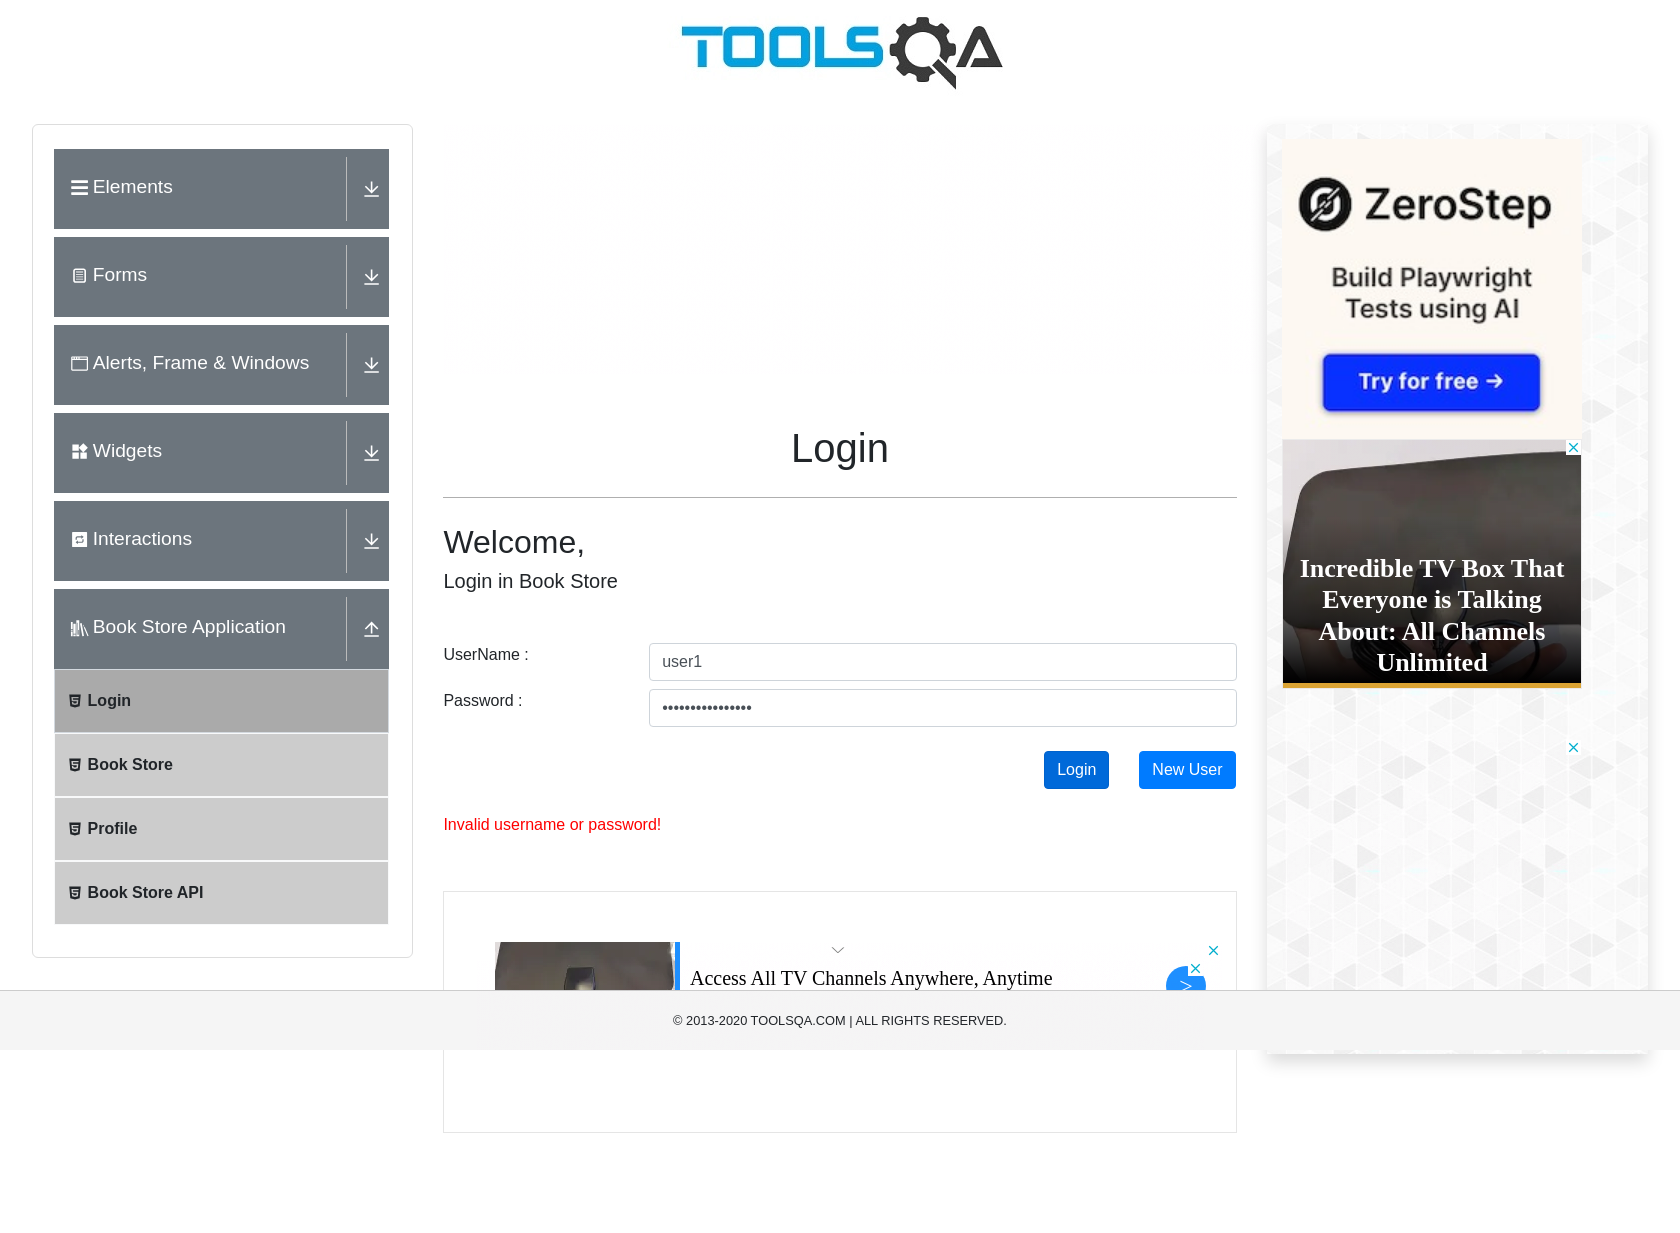 TOOLSQA
Elements
Forms
Alerts, Frame & Windows
Widgets
Interactions
Book Store Application
Login
Book Store
Profile
Book Store API
Login
Welcome,
Login in Book Store
UserName :
user1
Password :
••••••••••••••••
Login
New User
Invalid username or password!
Access All TV Channels Anywhere, Anytime
>
ZeroStep
Build Playwright
Tests using AI
Try for free →
Incredible TV Box That
Everyone is Talking
About: All Channels
Unlimited
© 2013-2020 TOOLSQA.COM | ALL RIGHTS RESERVED.